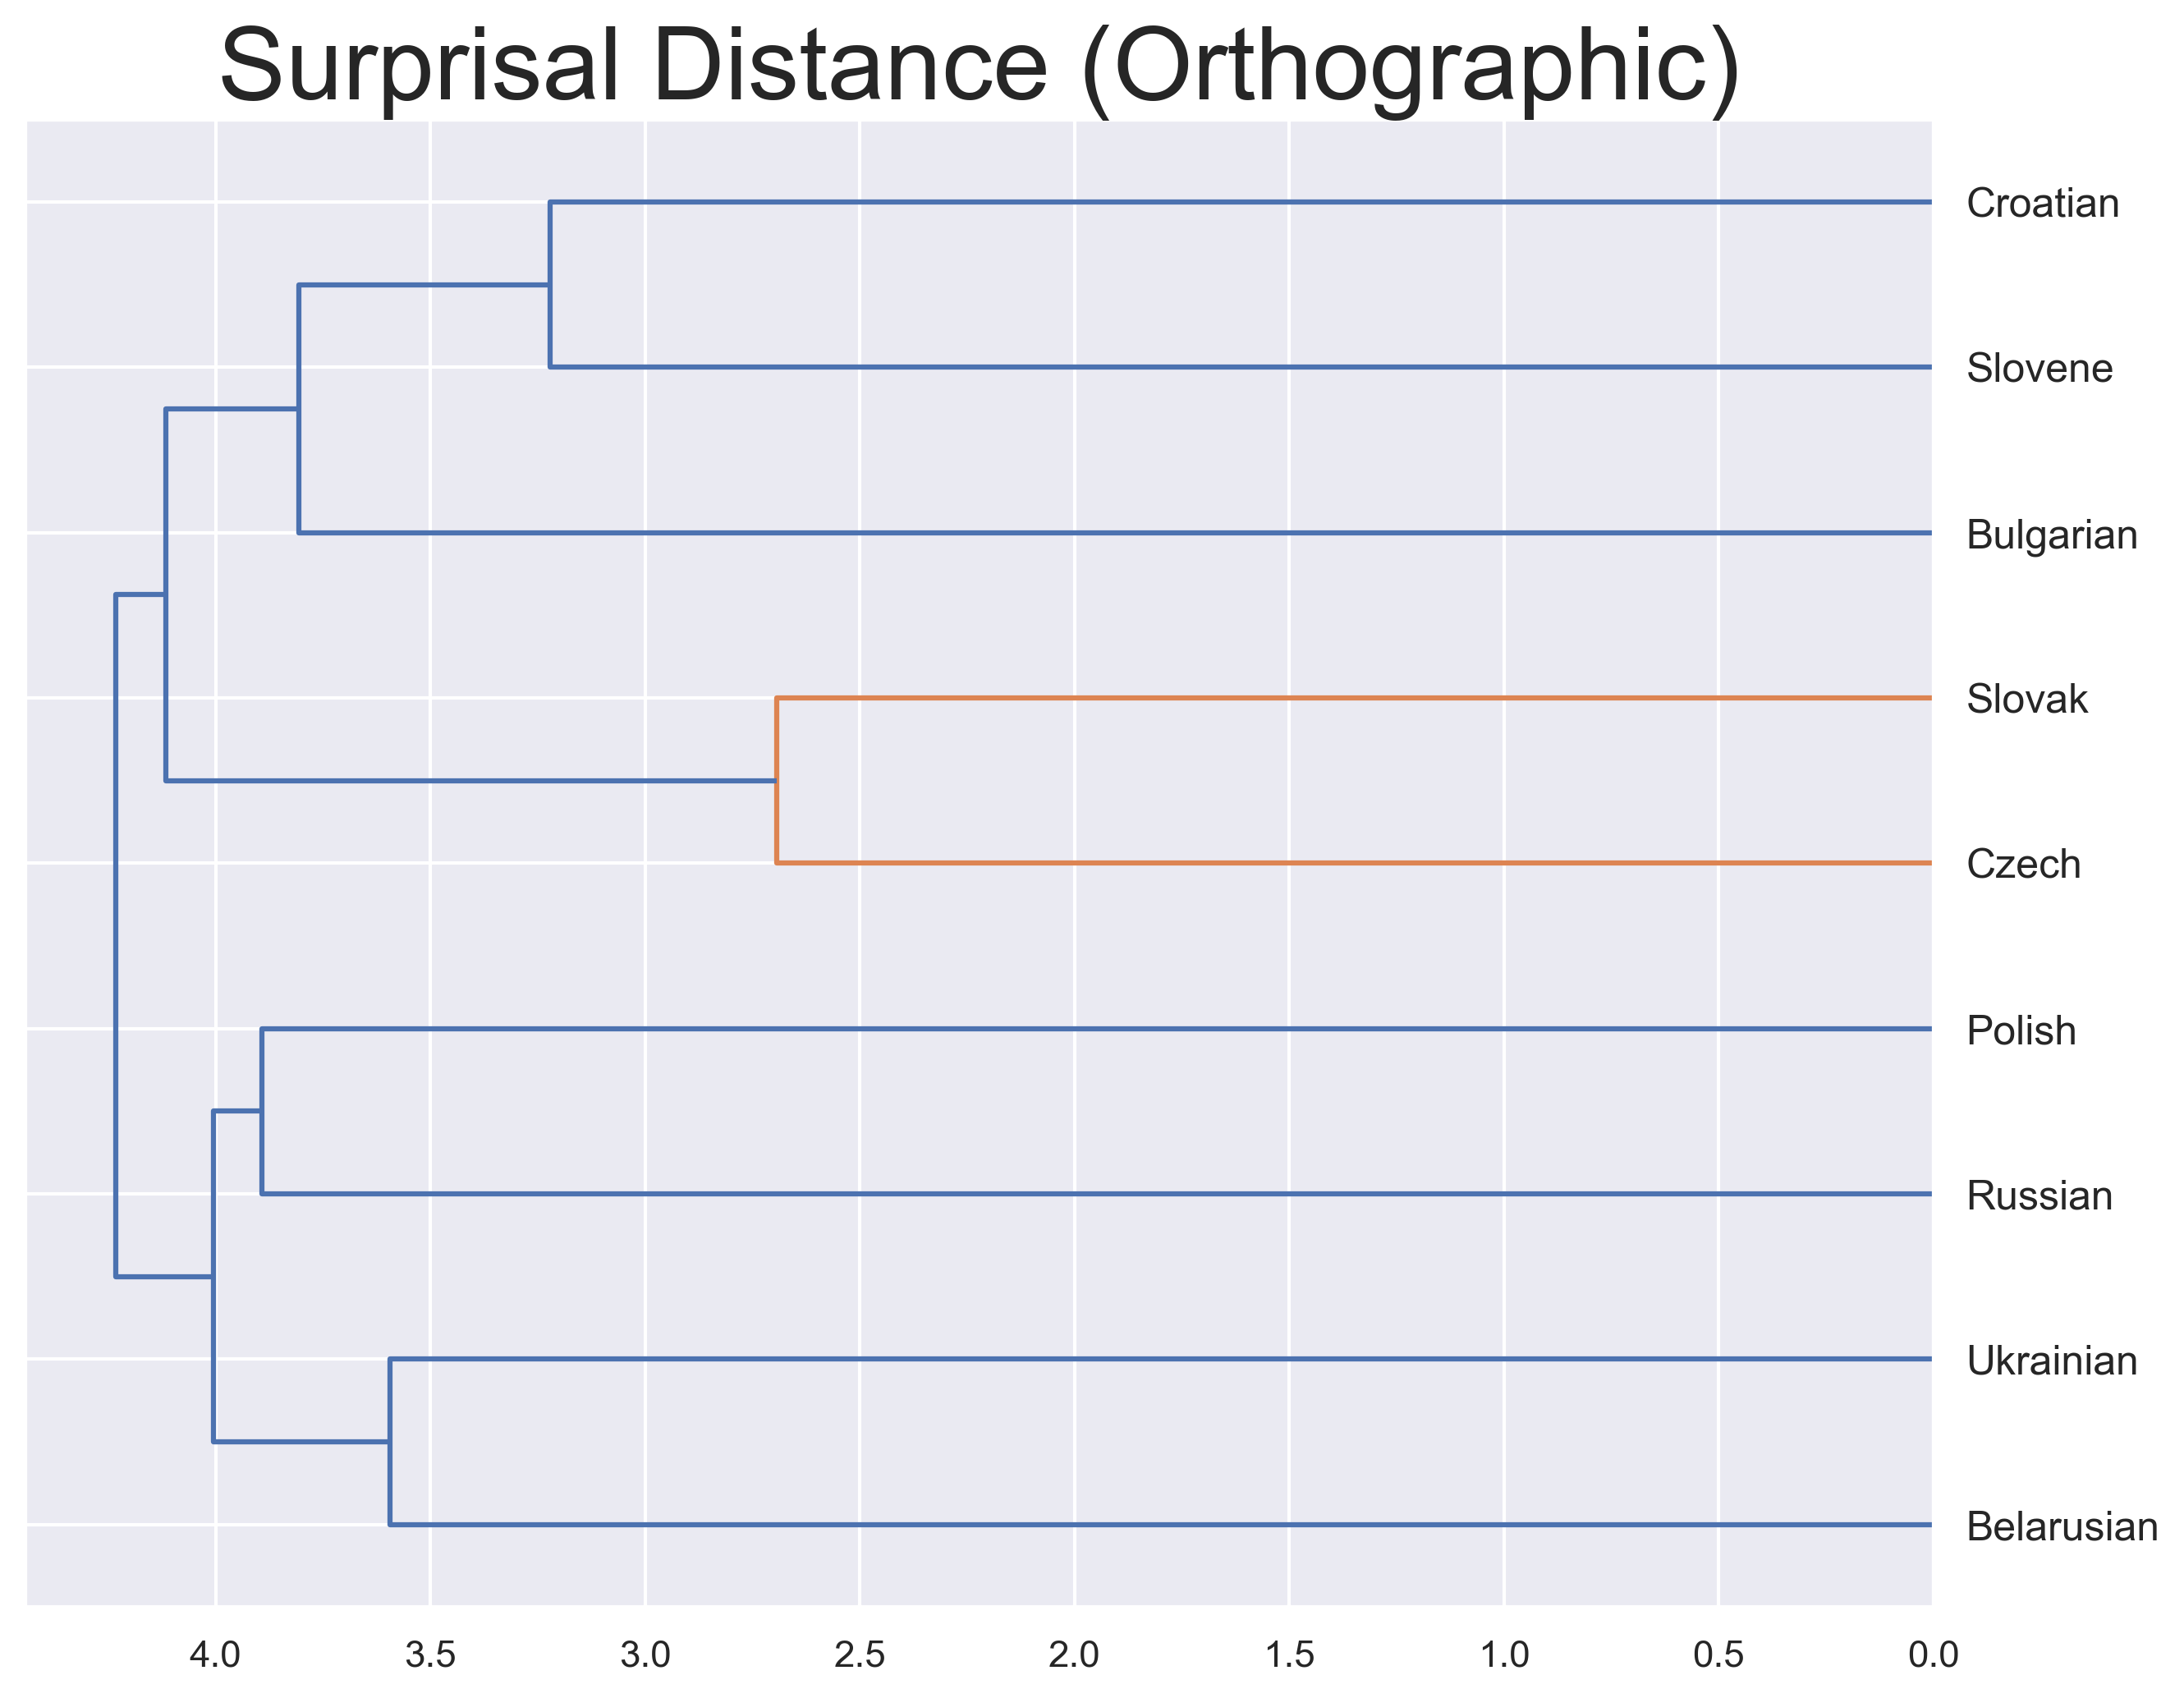 Surprisal Distance (Orthographic)
Croatian
Slovene
Bulgarian
Slovak
Czech
Polish
Russian
Ukrainian
Belarusian
4.0 3.5 3.0 2.5 2.0 1.5 1.0 0.5 0.0